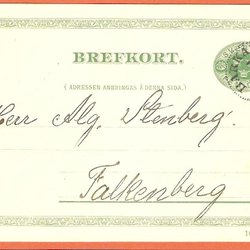 BREFKORT.
( ADRESSEN ANBRINGAS Å DENNA SIDA. )
Herr Alg. Stenberg.
Falkenberg